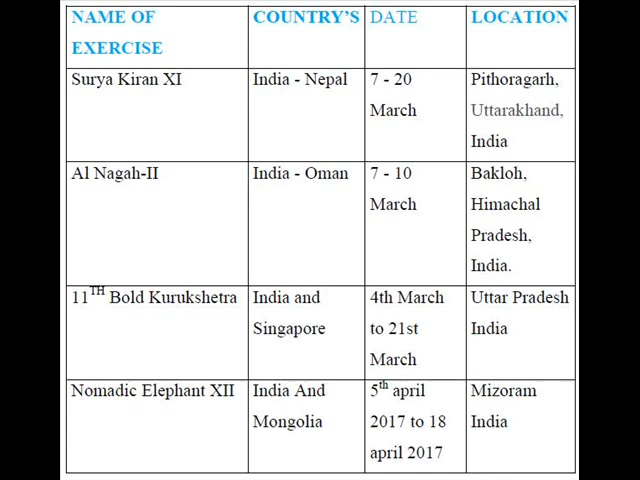 NAME OF EXERCISE COUNTRY'S DATE LOCATION
Surya Kiran XI India - Nepal 7 - 20 March Pithoragarh, Uttarakhand, India
Al Nagah-II India - Oman 7 - 10 March Bakloh, Himachal Pradesh, India.
11TH Bold Kurukshetra India and Singapore 4th March to 21st March Uttar Pradesh India
Nomadic Elephant XII India And Mongolia 5th april 2017 to 18 april 2017 Mizoram India